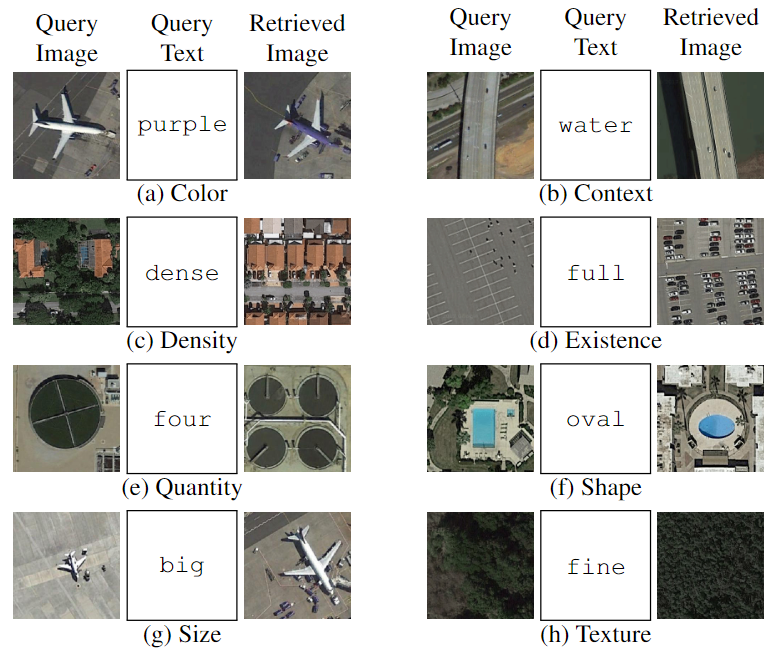 Query Image
Query Text
Retrieved Image
Query Image
Query Text
Retrieved Image
purple
water
(a) Color
(b) Context
dense
full
(c) Density
(d) Existence
four
oval
(e) Quantity
(f) Shape
big
fine
(g) Size
(h) Texture